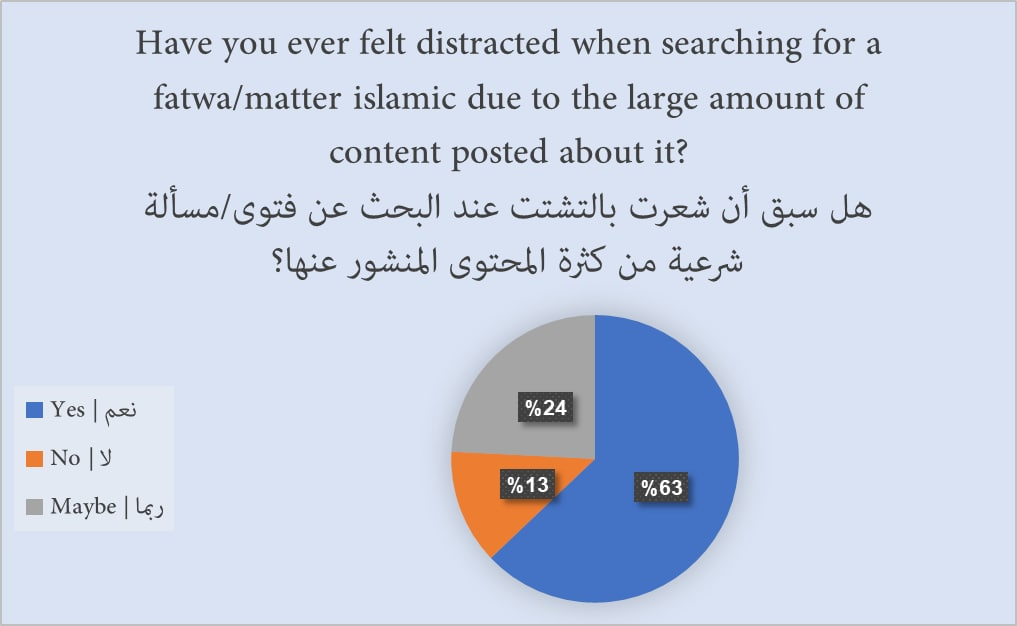 Have you ever felt distracted when searching for a
fatwa/matter islamic due to the large amount of
content posted about it?
هل سبق أن شعرت بالتشتت عند البحث عن فتوى/مسألة
شرعية من كثرة المحتوى المنشور عنها؟
%24
Yes | نعم
No | لا
%13
%63
Maybe | ربما